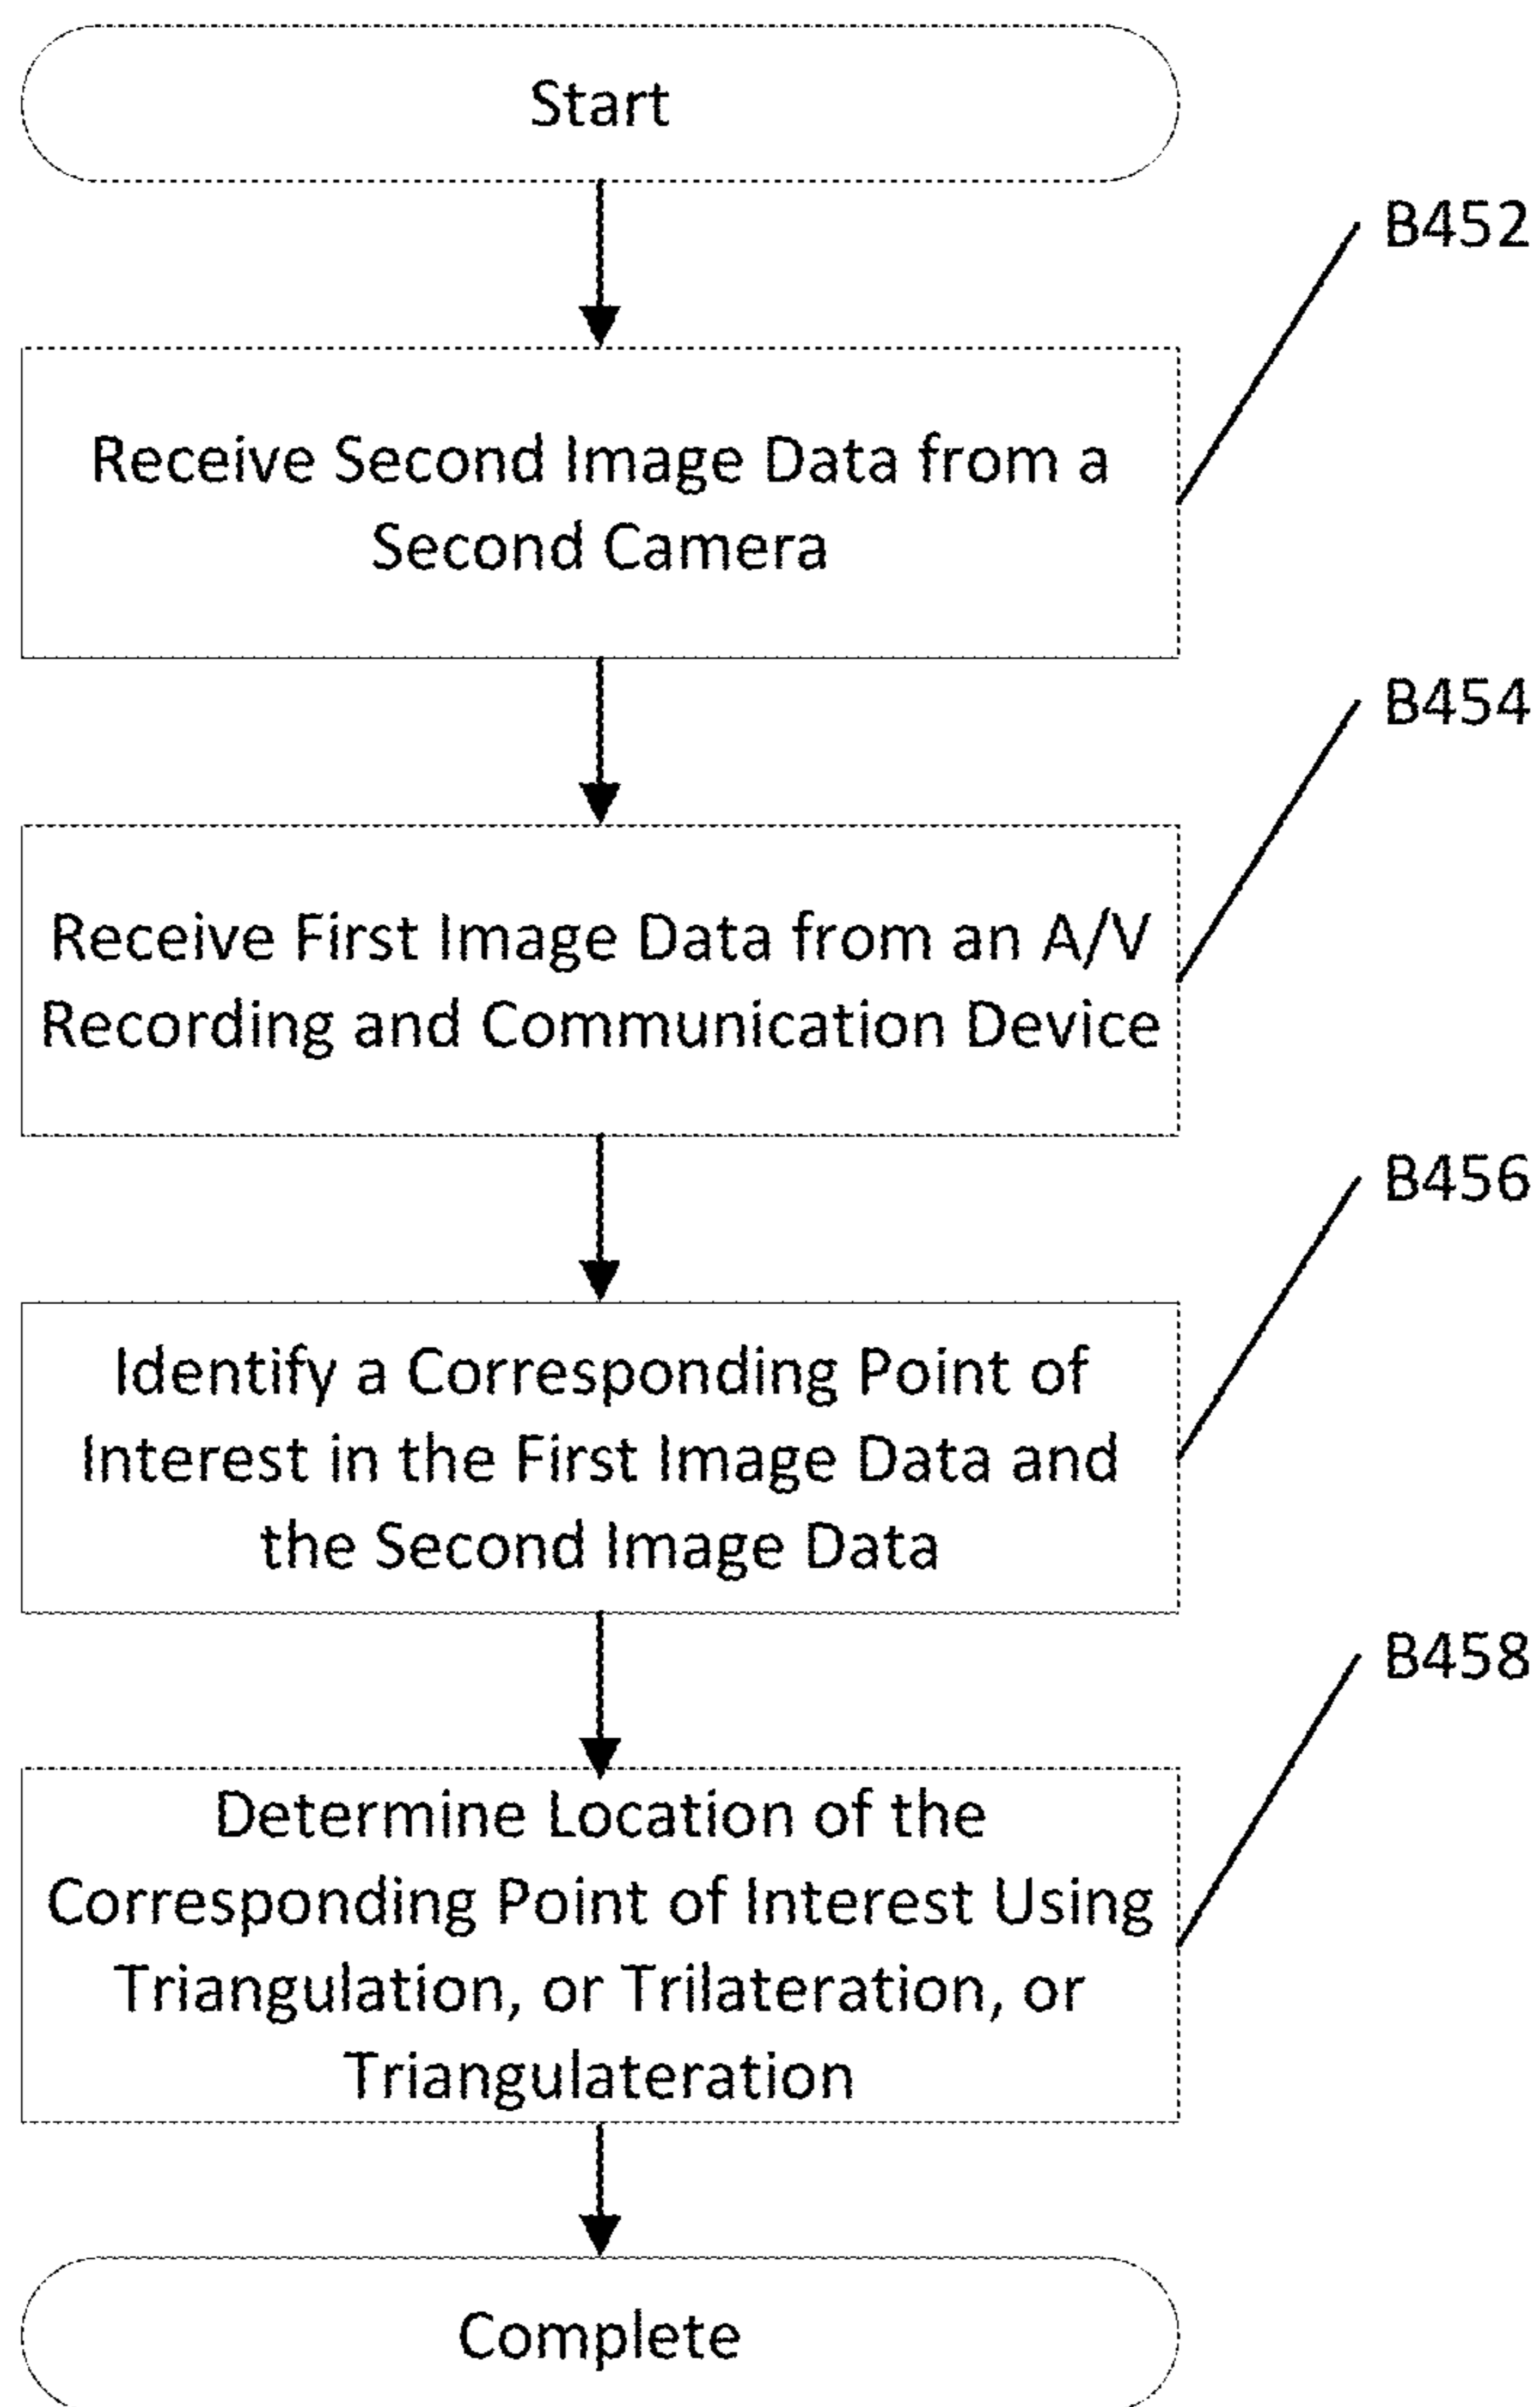 Start
B452
Receive Second Image Data from a
Second Camera
B454
Receive First Image Data from an A/V
Recording and Communication Device
B456
Identify a Corresponding Point of
Interest in the First Image Data and
the Second Image Data
B458
Determine Location of the
Corresponding Point of Interest Using
Triangulation, or Trilateration, or
Triangulateration
Complete